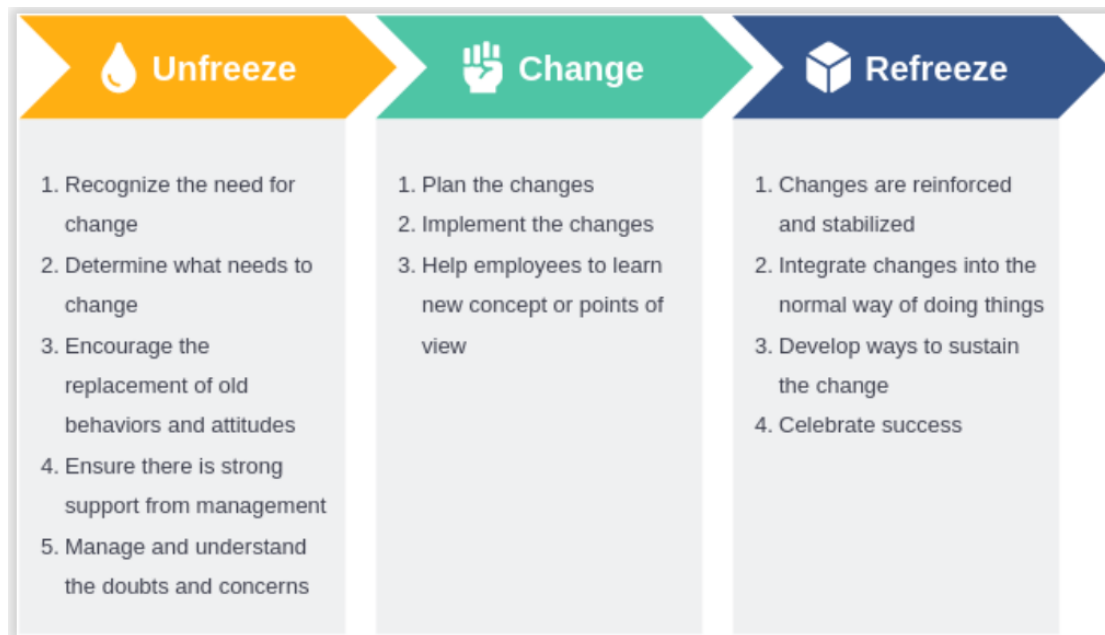 Unfreeze
1. Recognize the need for
change
2. Determine what needs to
change
3. Encourage the
replacement of old
behaviors and attitudes
4. Ensure there is strong
support from management
5. Manage and understand
the doubts and concerns
Change
1. Plan the changes
2. Implement the changes
3. Help employees to learn
new concept or points of
view
Refreeze
1. Changes are reinforced
and stabilized
2. Integrate changes into the
normal way of doing things
3. Develop ways to sustain
the change
4. Celebrate success